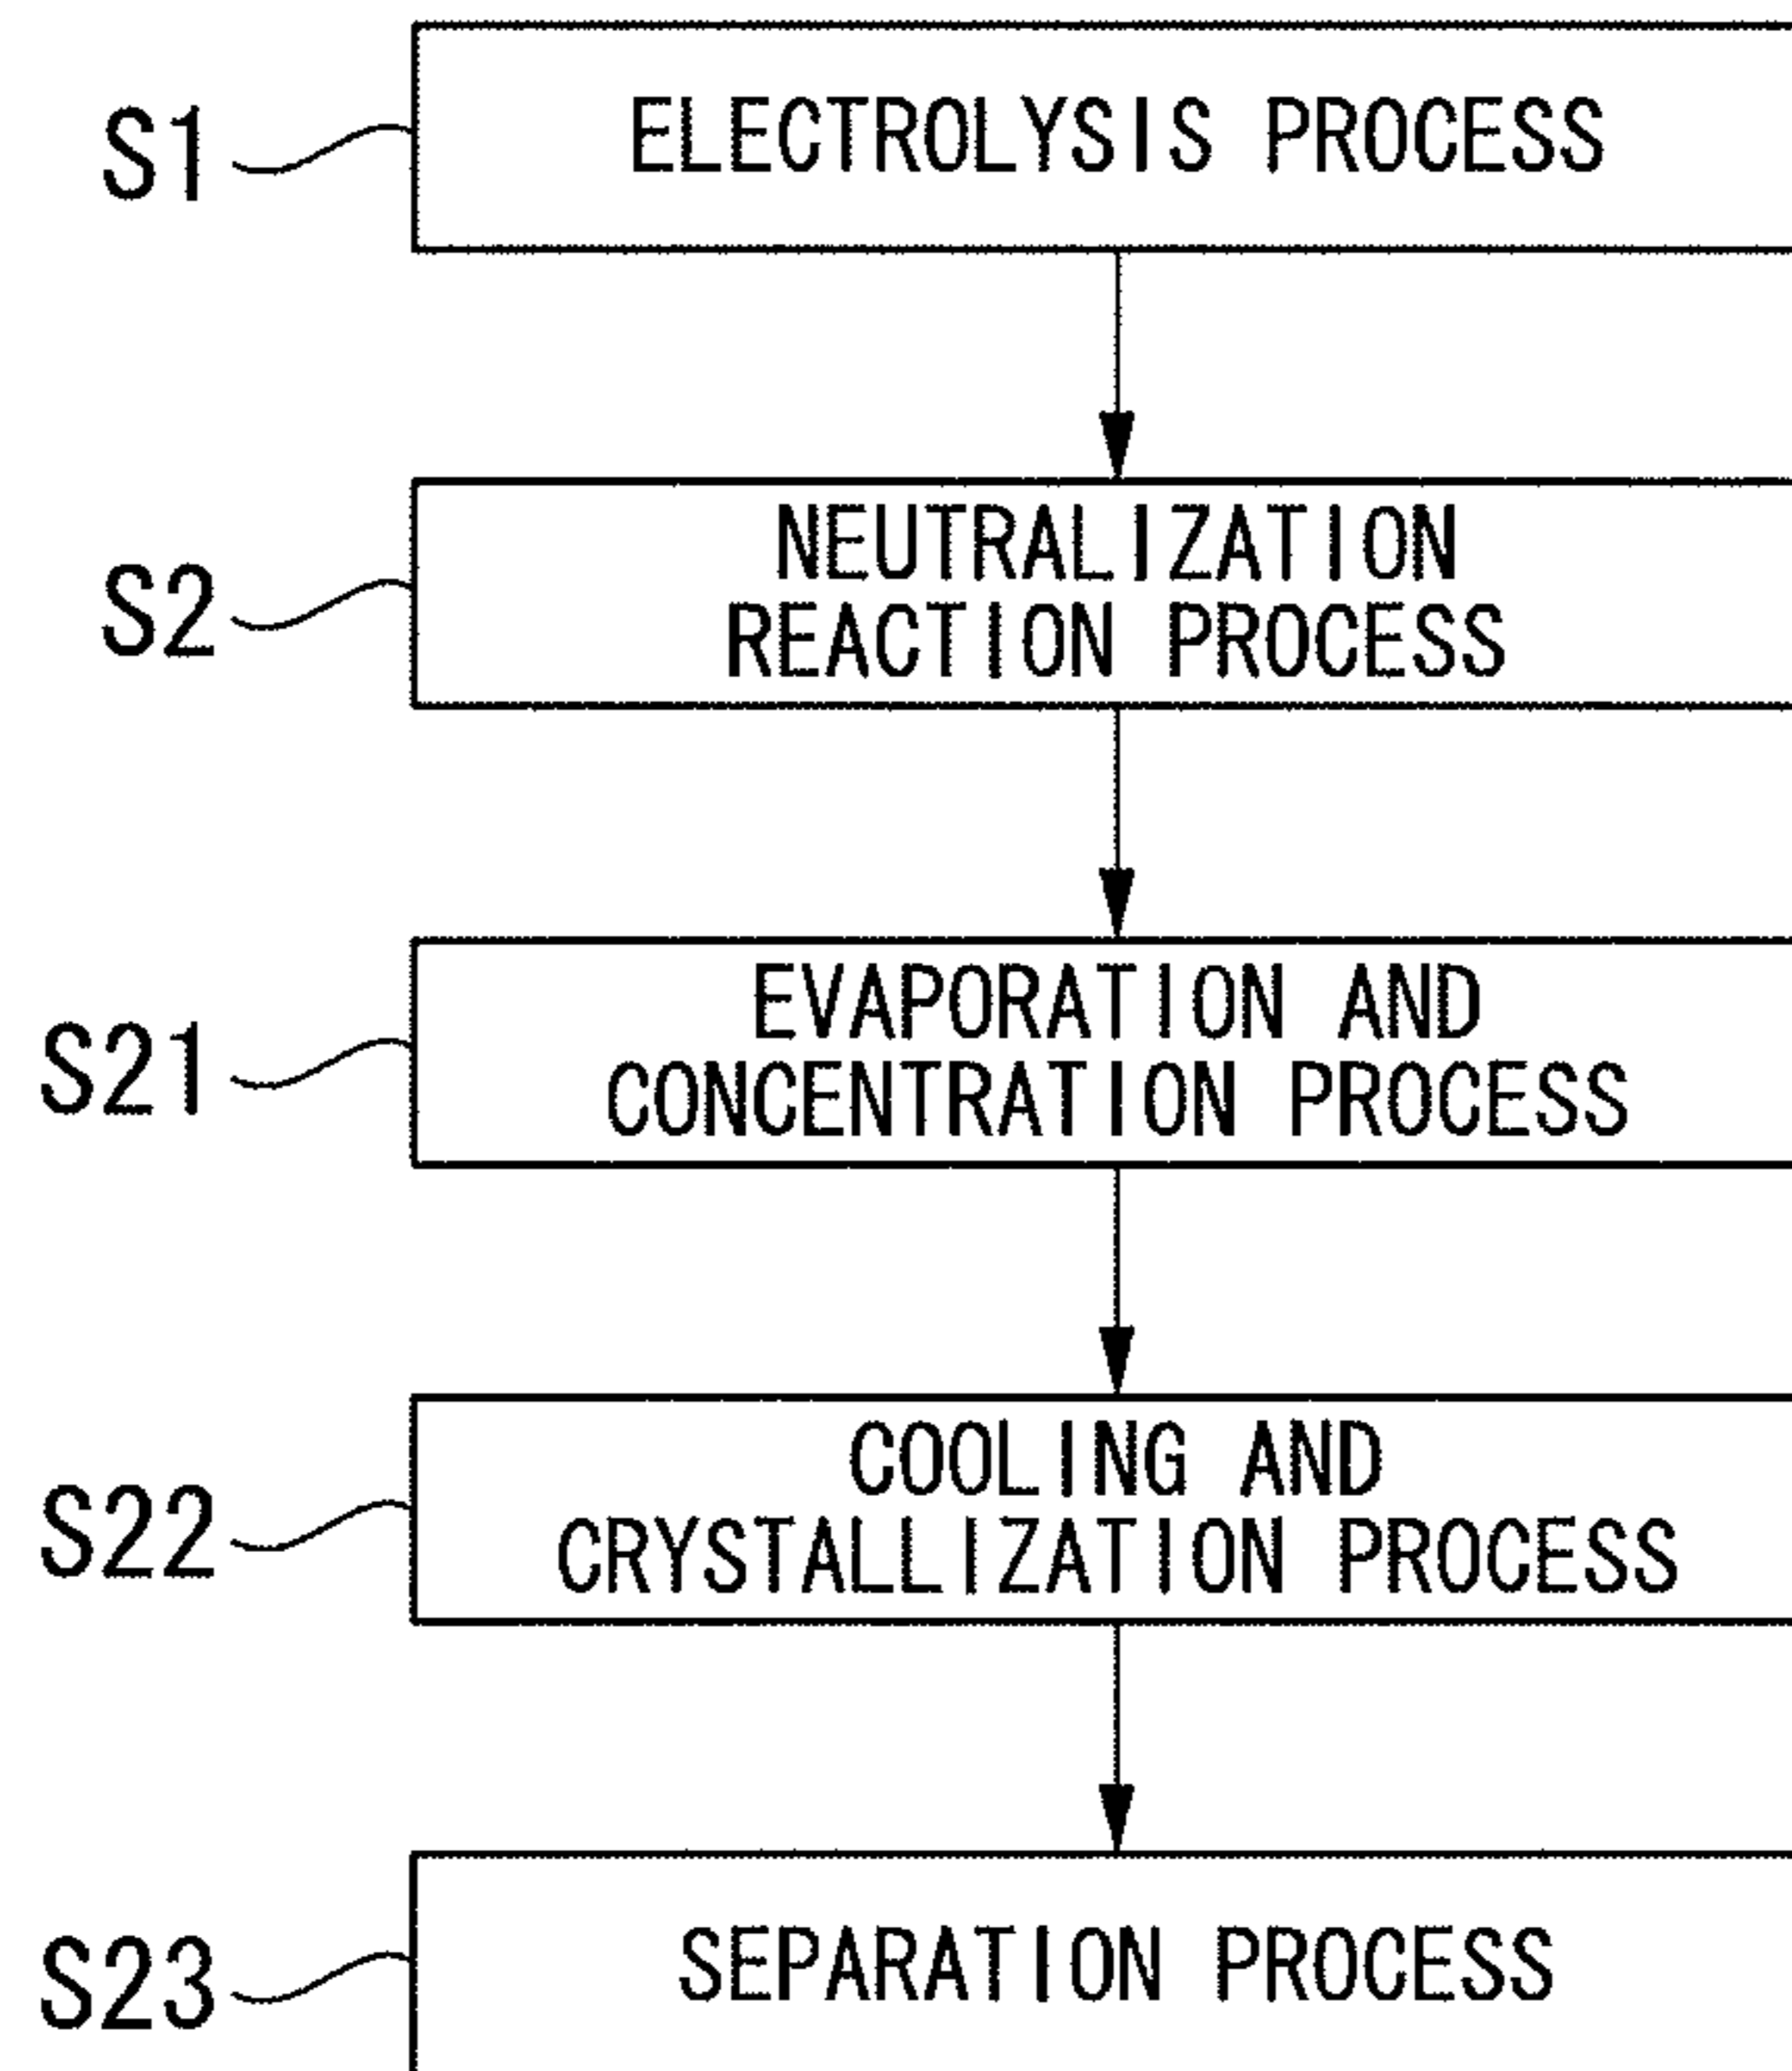 S1
ELECTROLYSIS PROCESS
S2
NEUTRALIZATION
REACTION PROCESS
S21
EVAPORATION AND
CONCENTRATION PROCESS
S22
COOLING AND
CRYSTALLIZATION PROCESS
S23
SEPARATION PROCESS